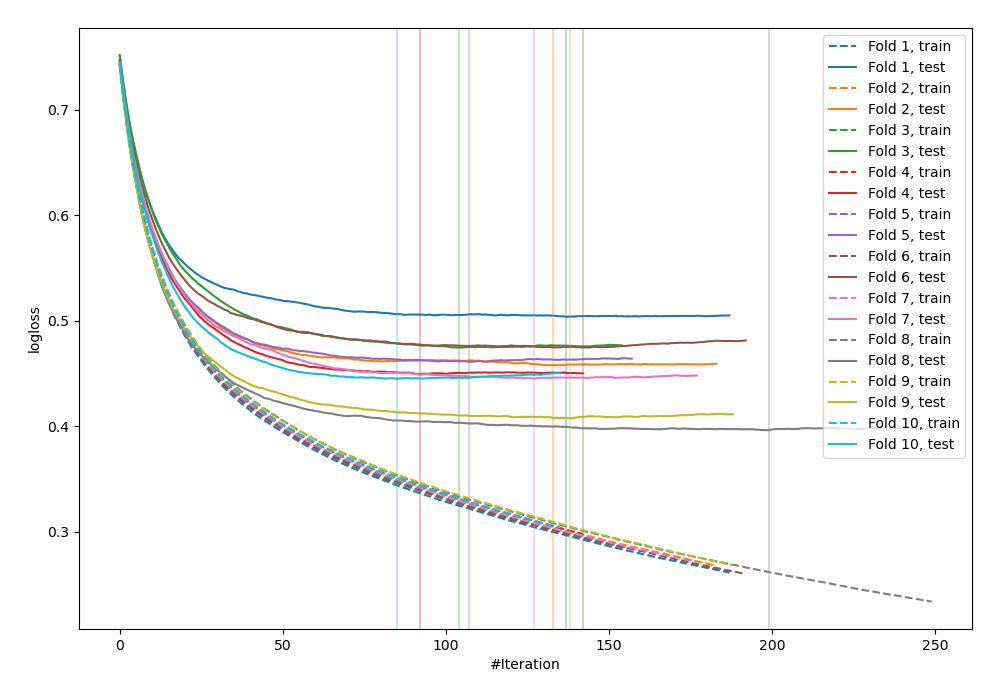 0.7
0.6
0.5
0.4
0.3
logloss
0
50
100
150
200
250
#Iteration
Fold 1, train
Fold 1, test
Fold 2, train
Fold 2, test
Fold 3, train
Fold 3, test
Fold 4, train
Fold 4, test
Fold 5, train
Fold 5, test
Fold 6, train
Fold 6, test
Fold 7, train
Fold 7, test
Fold 8, train
Fold 8, test
Fold 9, train
Fold 9, test
Fold 10, train
Fold 10, test